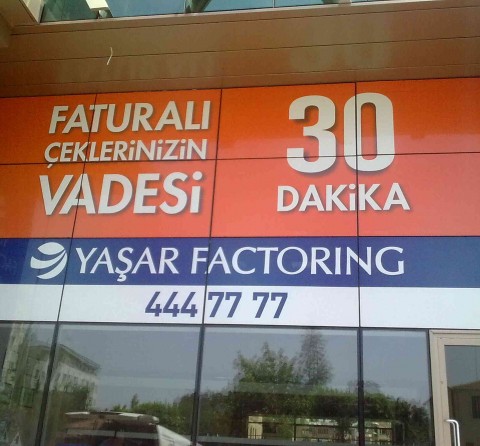 FATURALI
ÇEKLERİNİZİN
VADESİ
30
DAKİKA
YAŞAR FACTORING
444 77 77